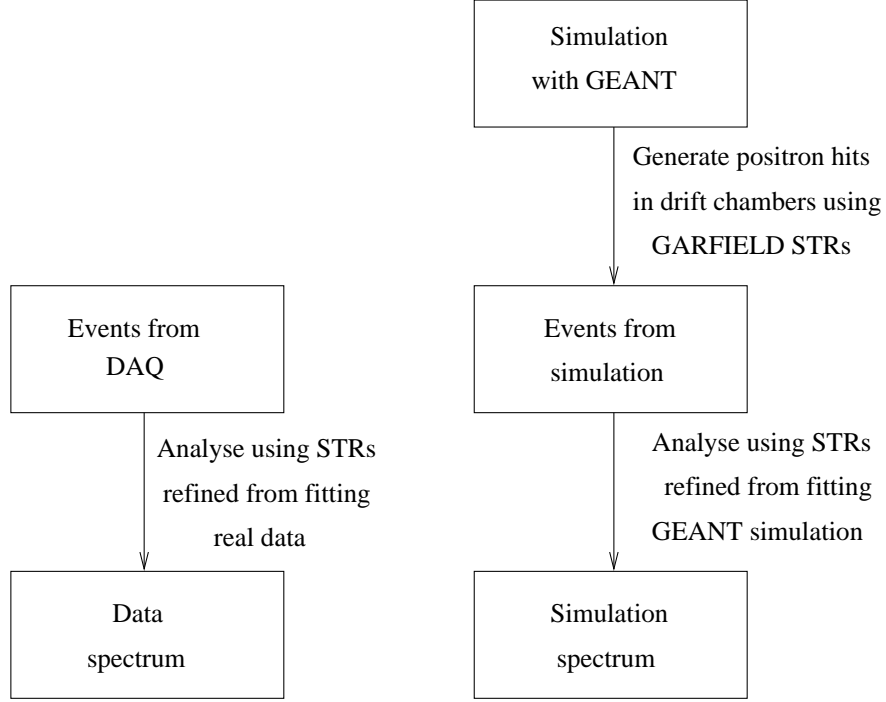 Simulation
with GEANT
Generate positron hits
in drift chambers using
GARFIELD STRs
Events from
DAQ
Events from
simulation
Analyse using STRs
refined from fitting
real data
Analyse using STRs
refined from fitting
GEANT simulation
Data
spectrum
Simulation
spectrum